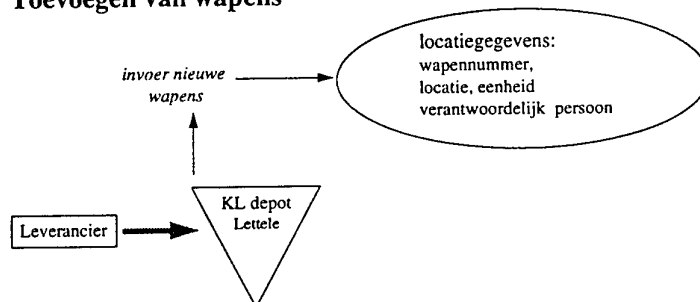 Toevoegen van wapens
locatiegegevens:
wapennummer,
locatie, eenheid
verantwoordelijk persoon
invoer nieuwe
wapens
KL depot
Lettele
Leverancier